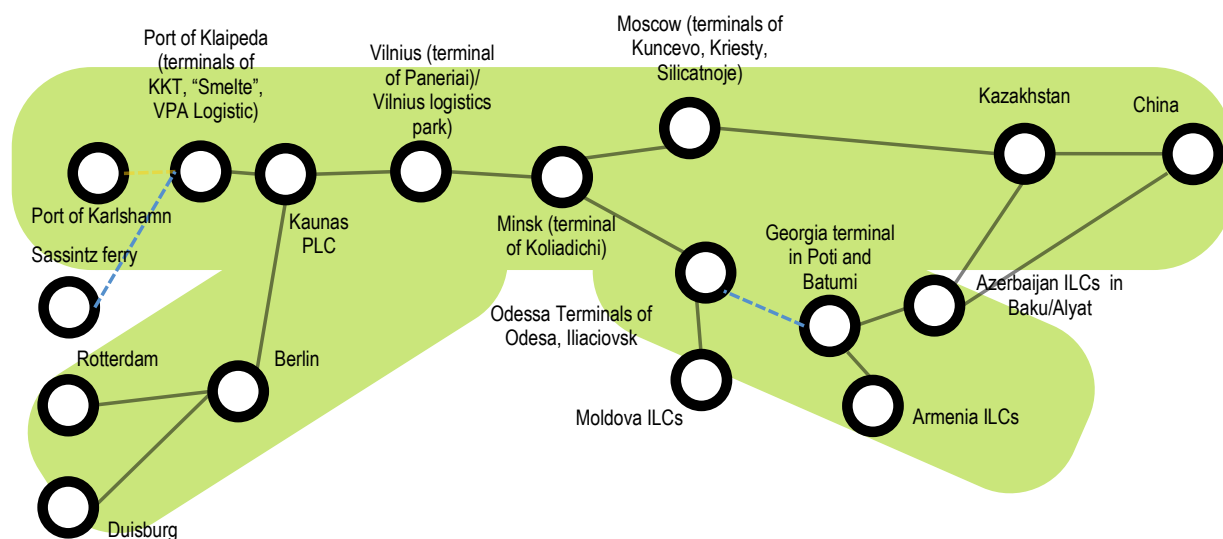 Port of Klaipeda
(terminals of
KKT, “Smelte”,
VPA Logistic)
Vilnius (terminal
of Paneriai)/
Vilnius logistics
park)
Moscow (terminals of
Kuncevo, Kriesty,
Silicatnoje)
Kazakhstan
China
Port of Karlshamn
Kaunas
PLC
Minsk (terminal
of Koliadichi)
Georgia terminal
in Poti and
Batumi
Sassintz ferry
Azerbaijan ILCs in
Baku/Alyat
Odessa Terminals of
Odesa, Iliaciovsk
Rotterdam
Berlin
Moldova ILCs
Armenia ILCs
Duisburg